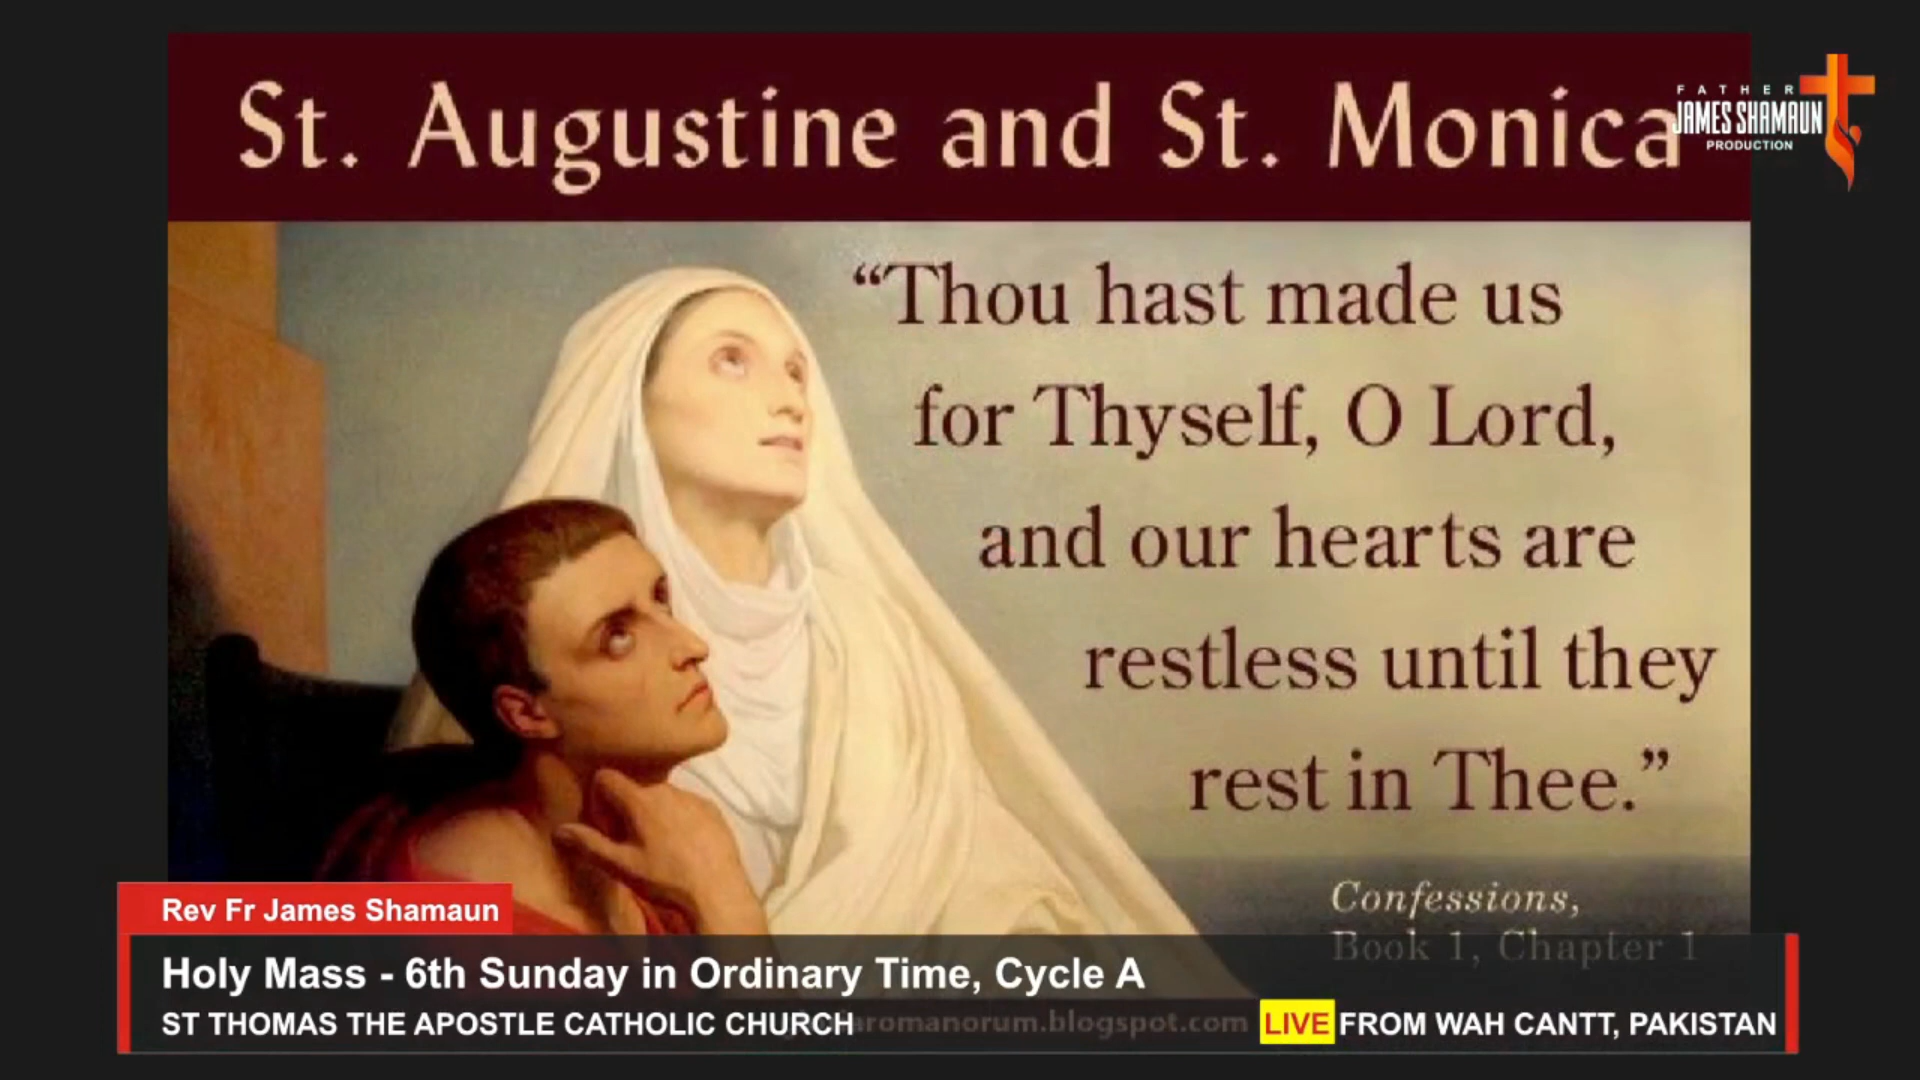 St. Augustine and St. Monica
FATHER
JAMES SHAMAUN
PRODUCTION
“Thou hast made us
for Thyself, O Lord,
and our hearts are
restless until they
rest in Thee.”
Confessions,
Book 1, Chapter 1
Rev Fr James Shamaun
Holy Mass - 6th Sunday in Ordinary Time, Cycle A
ST THOMAS THE APOSTLE CATHOLIC CHURCH
LIVE FROM WAH CANTT, PAKISTAN